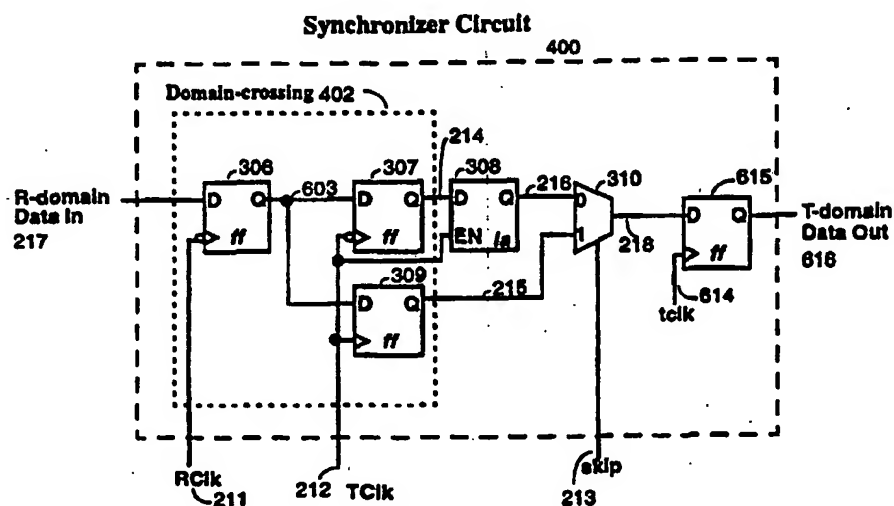 Synchronizer Circuit
400
Domain-crossing 402
214
306
307
308
310
615
216
R-domain
Data In
217
D Q
603
D Q
D Q
0
1
D Q
T-domain
Data Out
616
ff
ff
EN la
218
ff
309
614
D Q
215
tclk
ff
RClk
211
212
TClk
skip
213